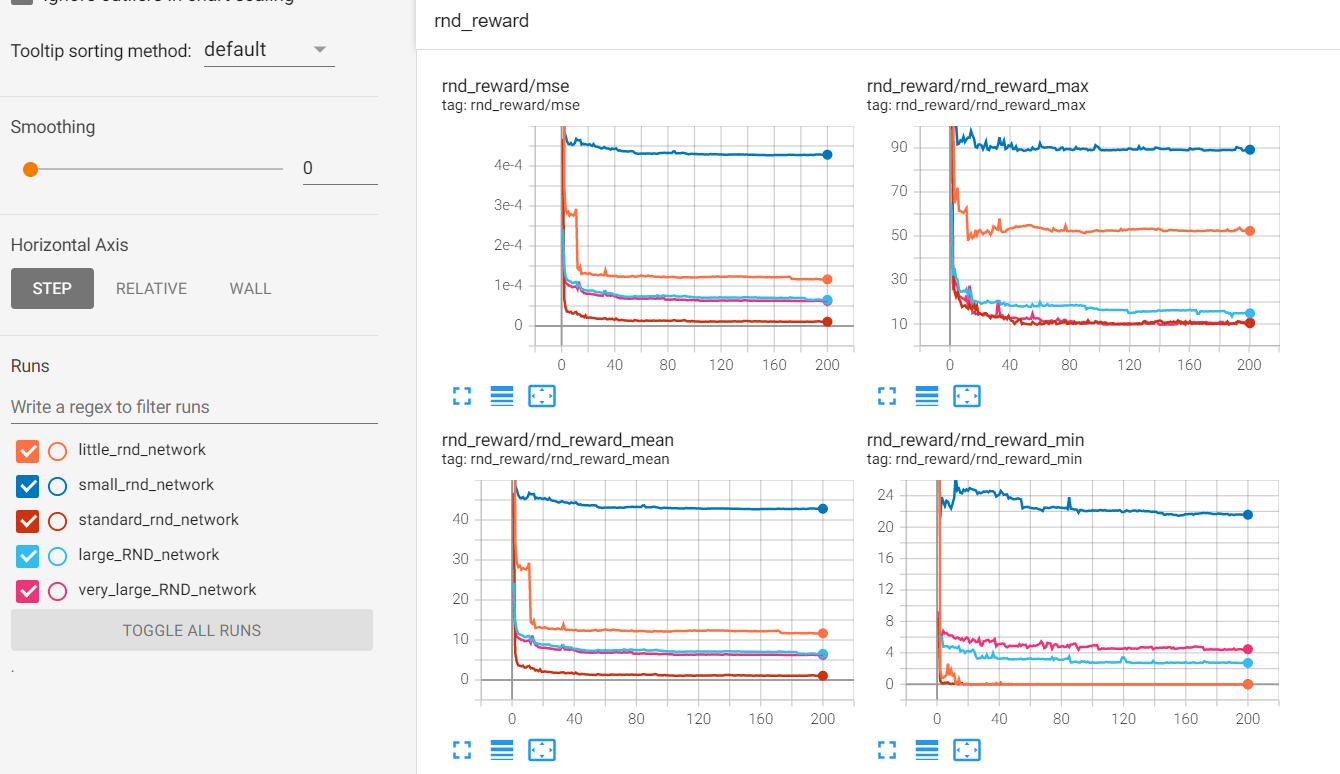 Ignore outliers in chart scaling
Tooltip sorting method: default
Smoothing
0
Horizontal Axis
STEP RELATIVE WALL
Runs
Write a regex to filter runs
little_rnd_network
small_rnd_network
standard_rnd_network
large_RND_network
very_large_RND_network
TOGGLE ALL RUNS
.
rnd_reward
rnd_reward/mse
tag: rnd_reward/mse
4e-4
3e-4
2e-4
1e-4
0
0 40 80 120 160 200
rnd_reward/rnd_reward_max
tag: rnd_reward/rnd_reward_max
90
70
50
30
10
0 40 80 120 160 200
rnd_reward/rnd_reward_mean
tag: rnd_reward/rnd_reward_mean
40
30
20
10
0
0 40 80 120 160 200
rnd_reward/rnd_reward_min
tag: rnd_reward/rnd_reward_min
24
20
16
12
8
4
0
0 40 80 120 160 200